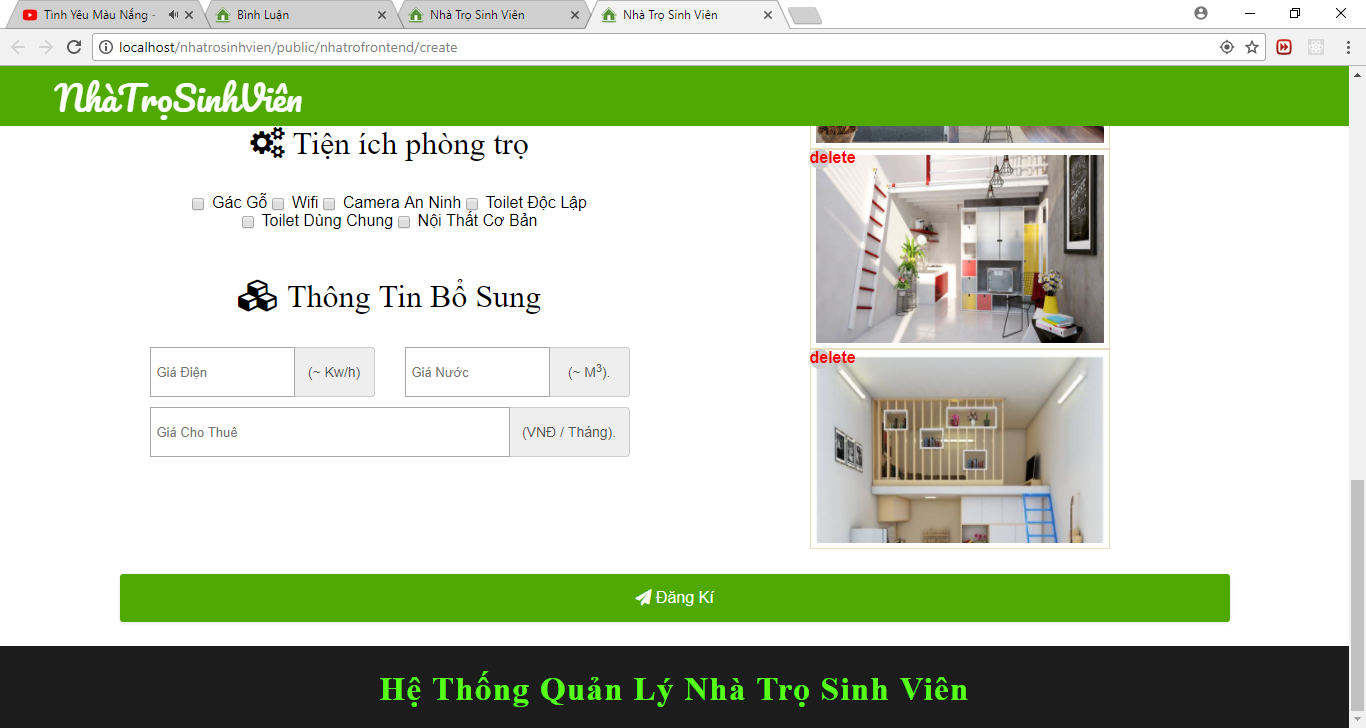 Tình Yêu Màu Nắng -
Bình Luận
Nhà Trọ Sinh Viên
Nhà Trọ Sinh Viên
localhost/nhatrosinhvien/public/nhatrofrontend/create
NhàTrọSinhViên
Tiện ích phòng trọ
Gác Gỗ Wifi Camera An Ninh Toilet Độc Lập
Toilet Dùng Chung Nội Thất Cơ Bản
Thông Tin Bổ Sung
Giá Điện (~ Kw/h) Giá Nước (~ M³).
Giá Cho Thuê (VNĐ / Tháng).
delete
delete
Đăng Kí
Hệ Thống Quản Lý Nhà Trọ Sinh Viên